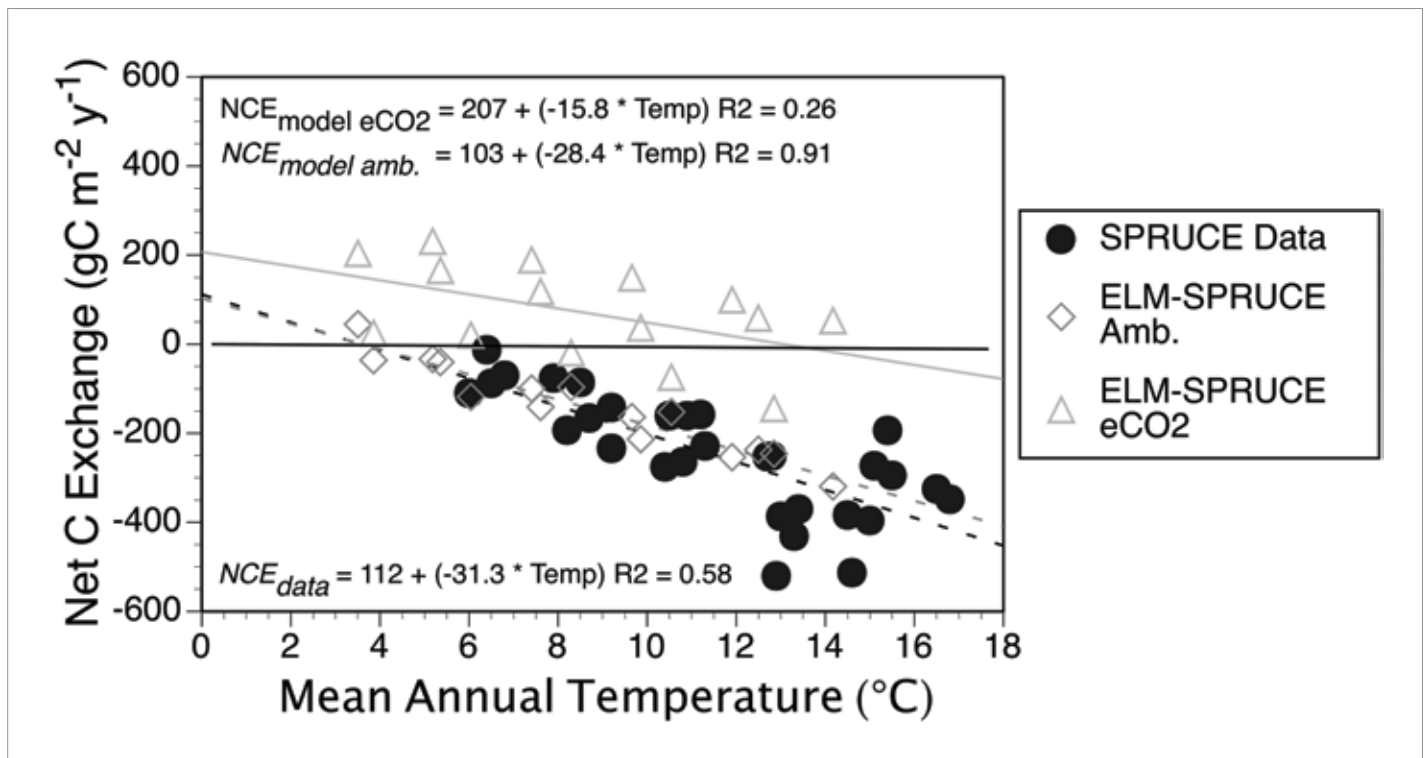 600
NCEmodel eCO2 = 207 + (-15.8 * Temp) R2 = 0.26
NCEmodel amb. = 103 + (-28.4 * Temp) R2 = 0.91
400
200
0
-200
-400
NCEdata = 112 + (-31.3 * Temp) R2 = 0.58
-600
Net C Exchange (gC m-2 y-1)
0 2 4 6 8 10 12 14 16 18
Mean Annual Temperature (°C)
SPRUCE Data
ELM-SPRUCE
Amb.
ELM-SPRUCE
eCO2